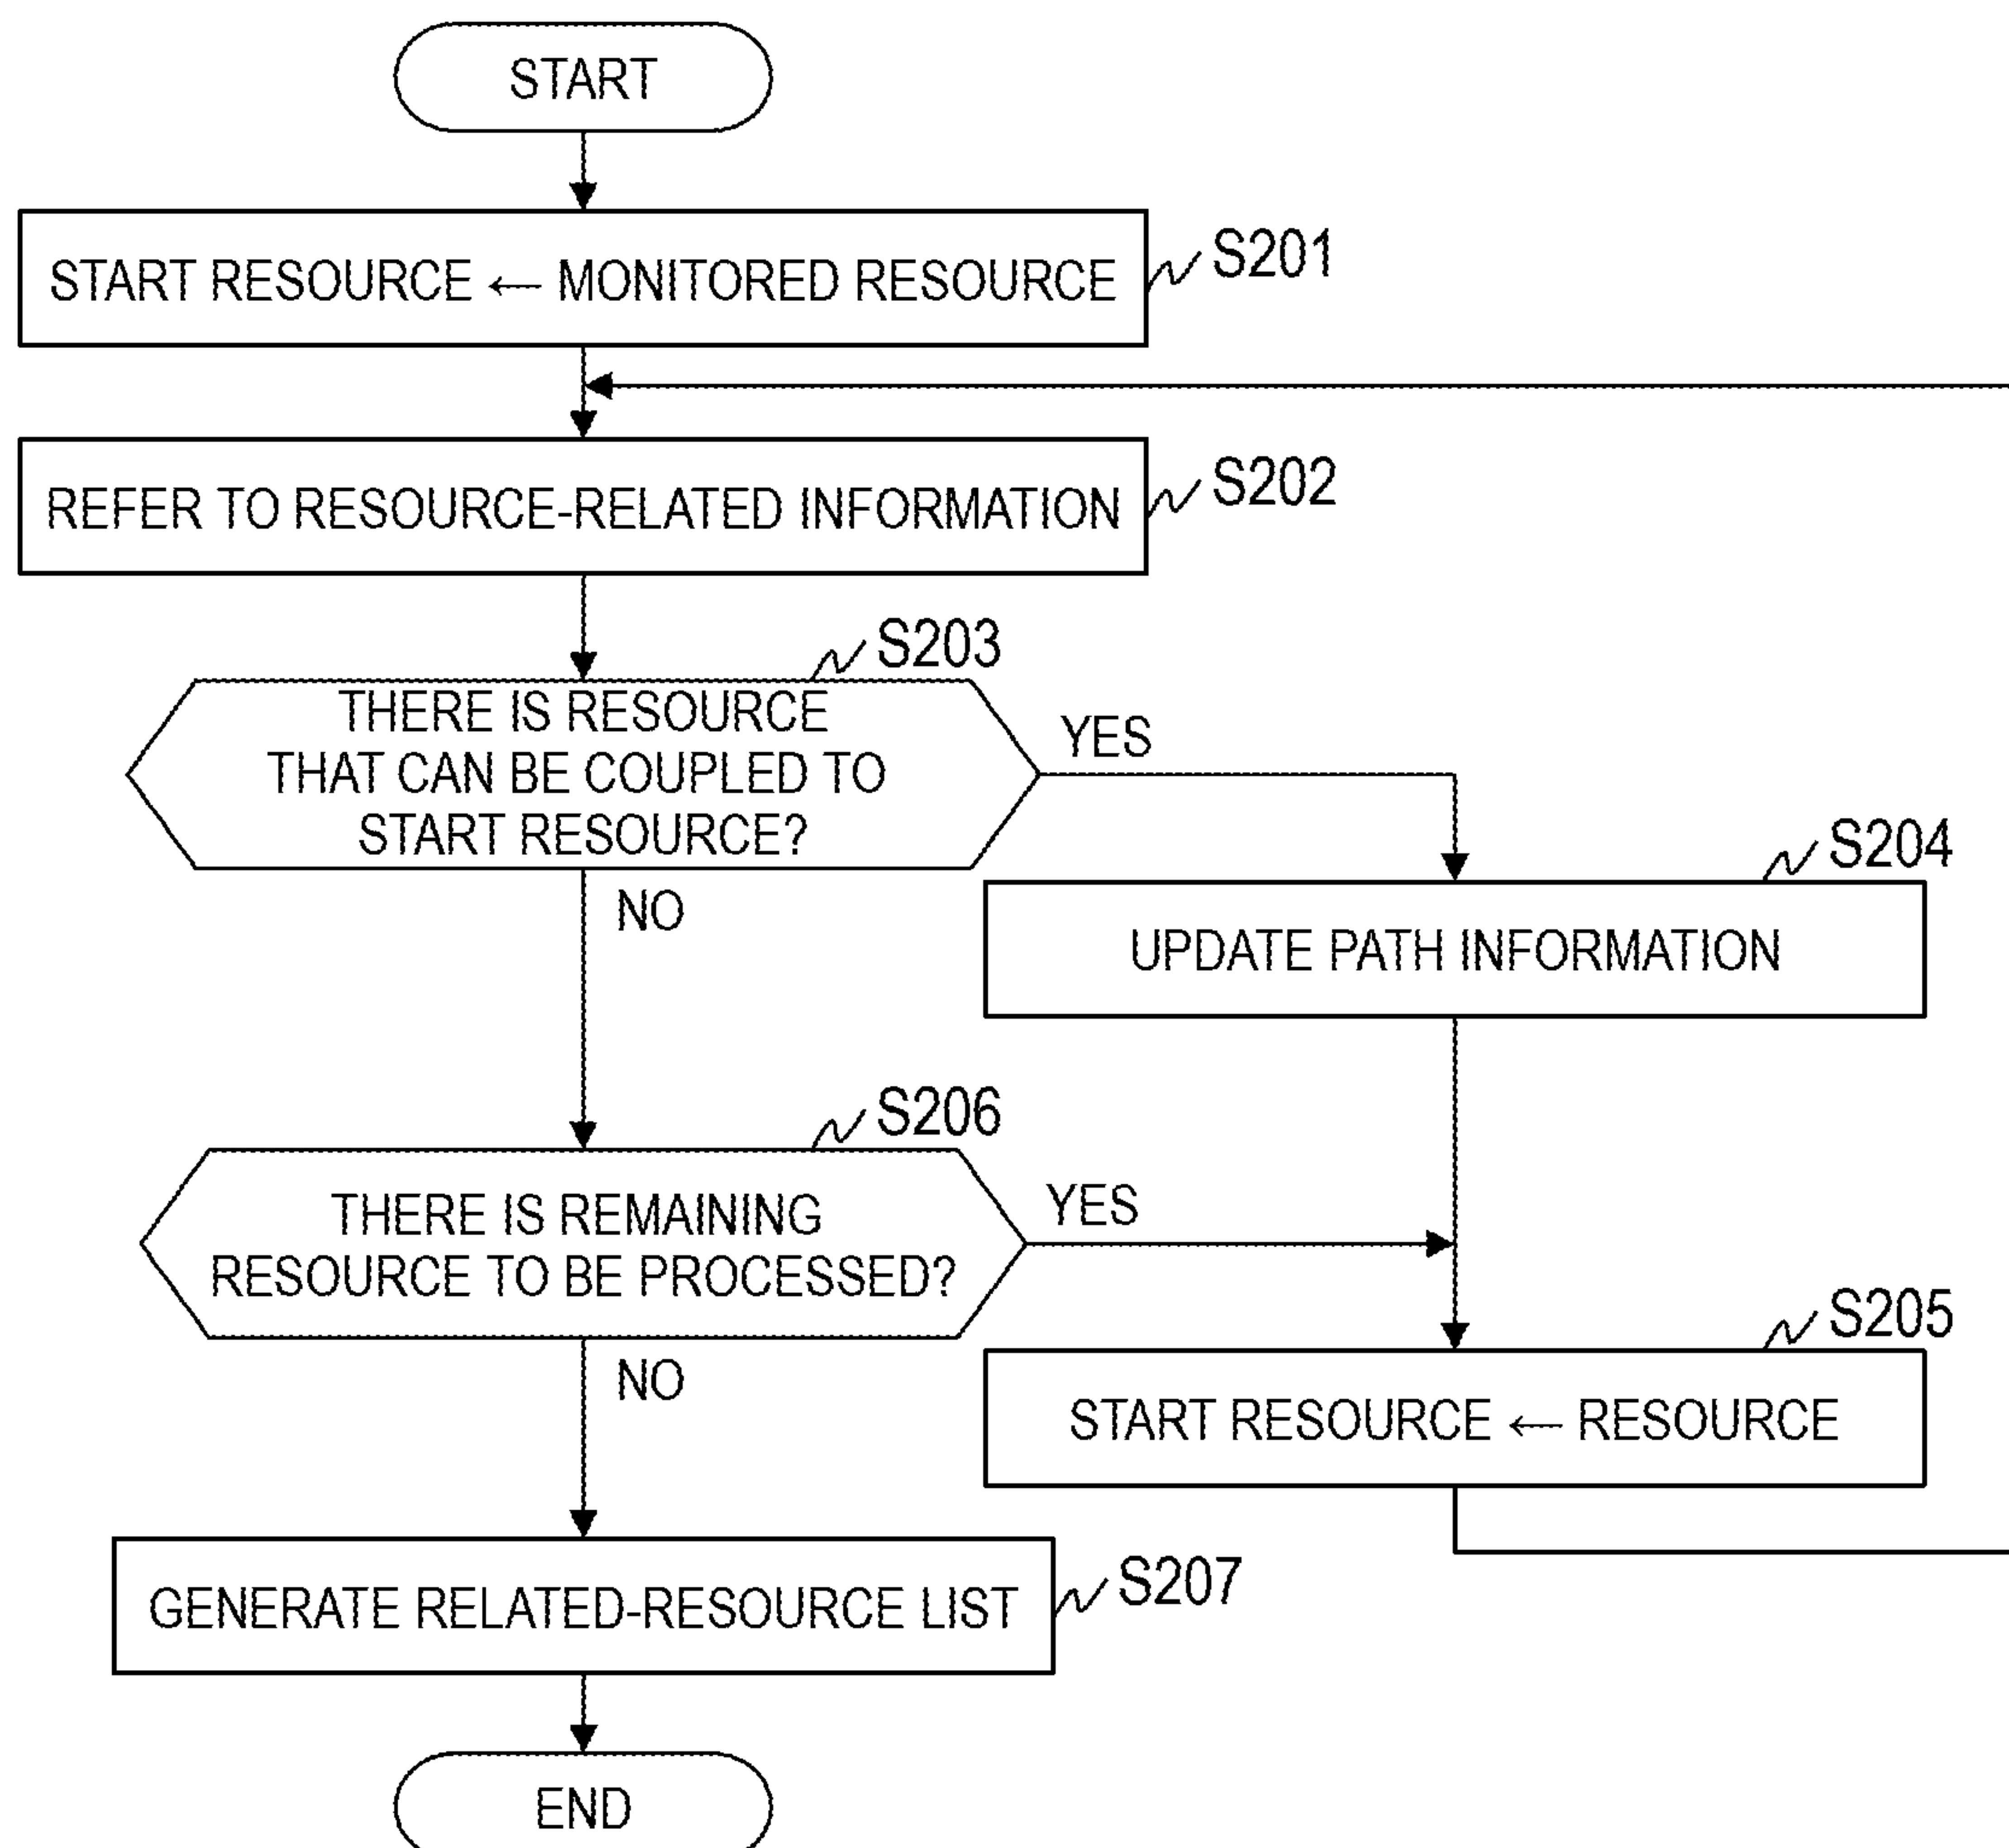 START
START RESOURCE ← MONITORED RESOURCE
S201
REFER TO RESOURCE-RELATED INFORMATION
S202
S203
THERE IS RESOURCE
THAT CAN BE COUPLED TO
START RESOURCE?
YES
NO
S204
UPDATE PATH INFORMATION
S206
THERE IS REMAINING
RESOURCE TO BE PROCESSED?
YES
NO
S205
START RESOURCE ← RESOURCE
GENERATE RELATED-RESOURCE LIST
S207
END